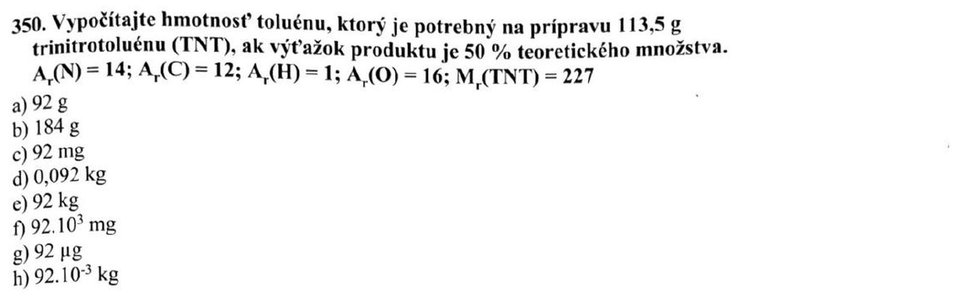 350. Vypočítajte hmotnosť toluénu, ktorý je potrebný na prípravu 113,5 g
trinitrotoluénu (TNT), ak výťažok produktu je 50 % teoretického množstva.
Aᵣ(N) = 14; Aᵣ(C) = 12; Aᵣ(H) = 1; Aᵣ(O) = 16; Mᵣ(TNT) = 227
a) 92 g
b) 184 g
c) 92 mg
d) 0,092 kg
e) 92 kg
f) 92.10³ mg
g) 92 µg
h) 92.10⁻³ kg